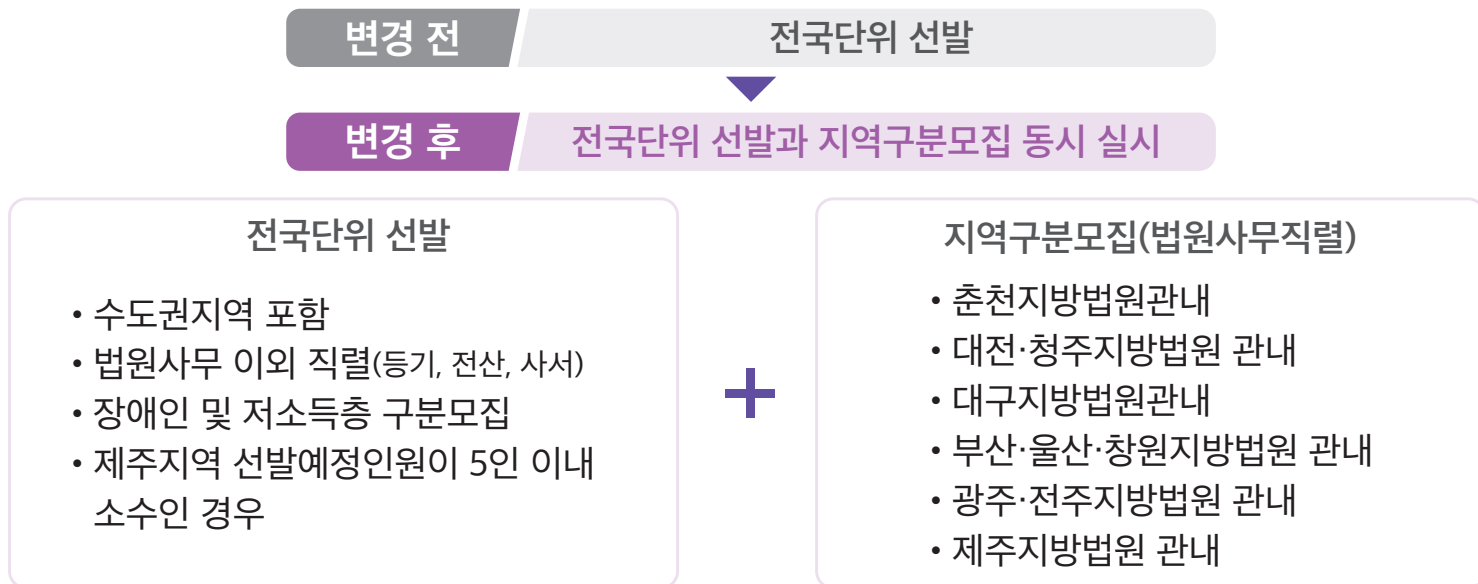 변경 전
전국단위 선발
변경 후
전국단위 선발과 지역구분모집 동시 실시
전국단위 선발
• 수도권지역 포함
• 법원사무 이외 직렬(등기, 전산, 사서)
• 장애인 및 저소득층 구분모집
• 제주지역 선발예정인원이 5인 이내
소수인 경우
+
지역구분모집(법원사무직렬)
• 춘천지방법원관내
• 대전·청주지방법원 관내
• 대구지방법원관내
• 부산·울산·창원지방법원 관내
• 광주·전주지방법원 관내
• 제주지방법원 관내